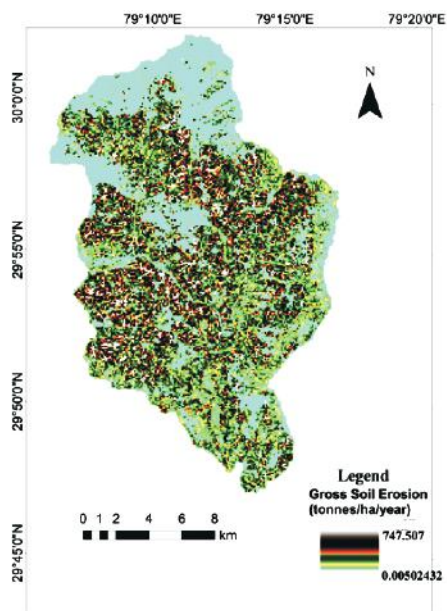 79°10'0"E 79°15'0"E 79°20'0"E
30°0'0"N
29°55'0"N
29°50'0"N
29°45'0"N
N
0 1 2 4 6 8
km
Legend
Gross Soil Erosion
(tonnes/ha/year)
747.507
0.00502432